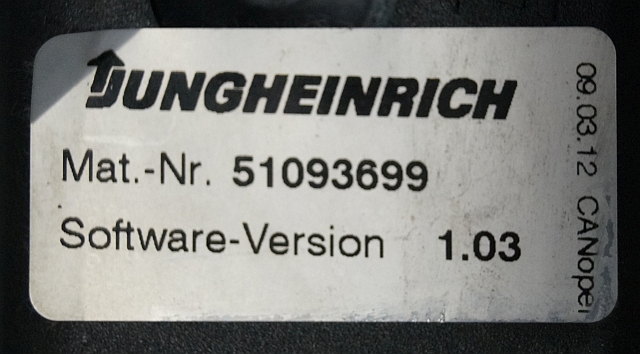 JUNGHEINRICH
Mat.-Nr. 51093699
Software-Version 1.03
09.03.12 CANopen